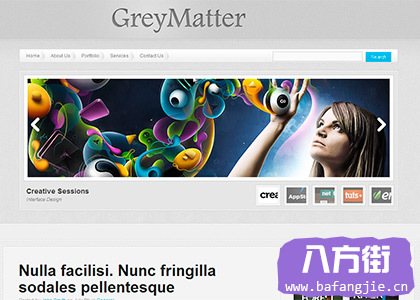 GreyMatter
Home
About Us
Portfolio
Services
Contact Us
Search
Creative Sessions
Interface Design
crea
AppSt
net
tuts+
en
Nulla facilisi. Nunc fringilla
sodales pellentesque
八方街
www.bafangjie.cn